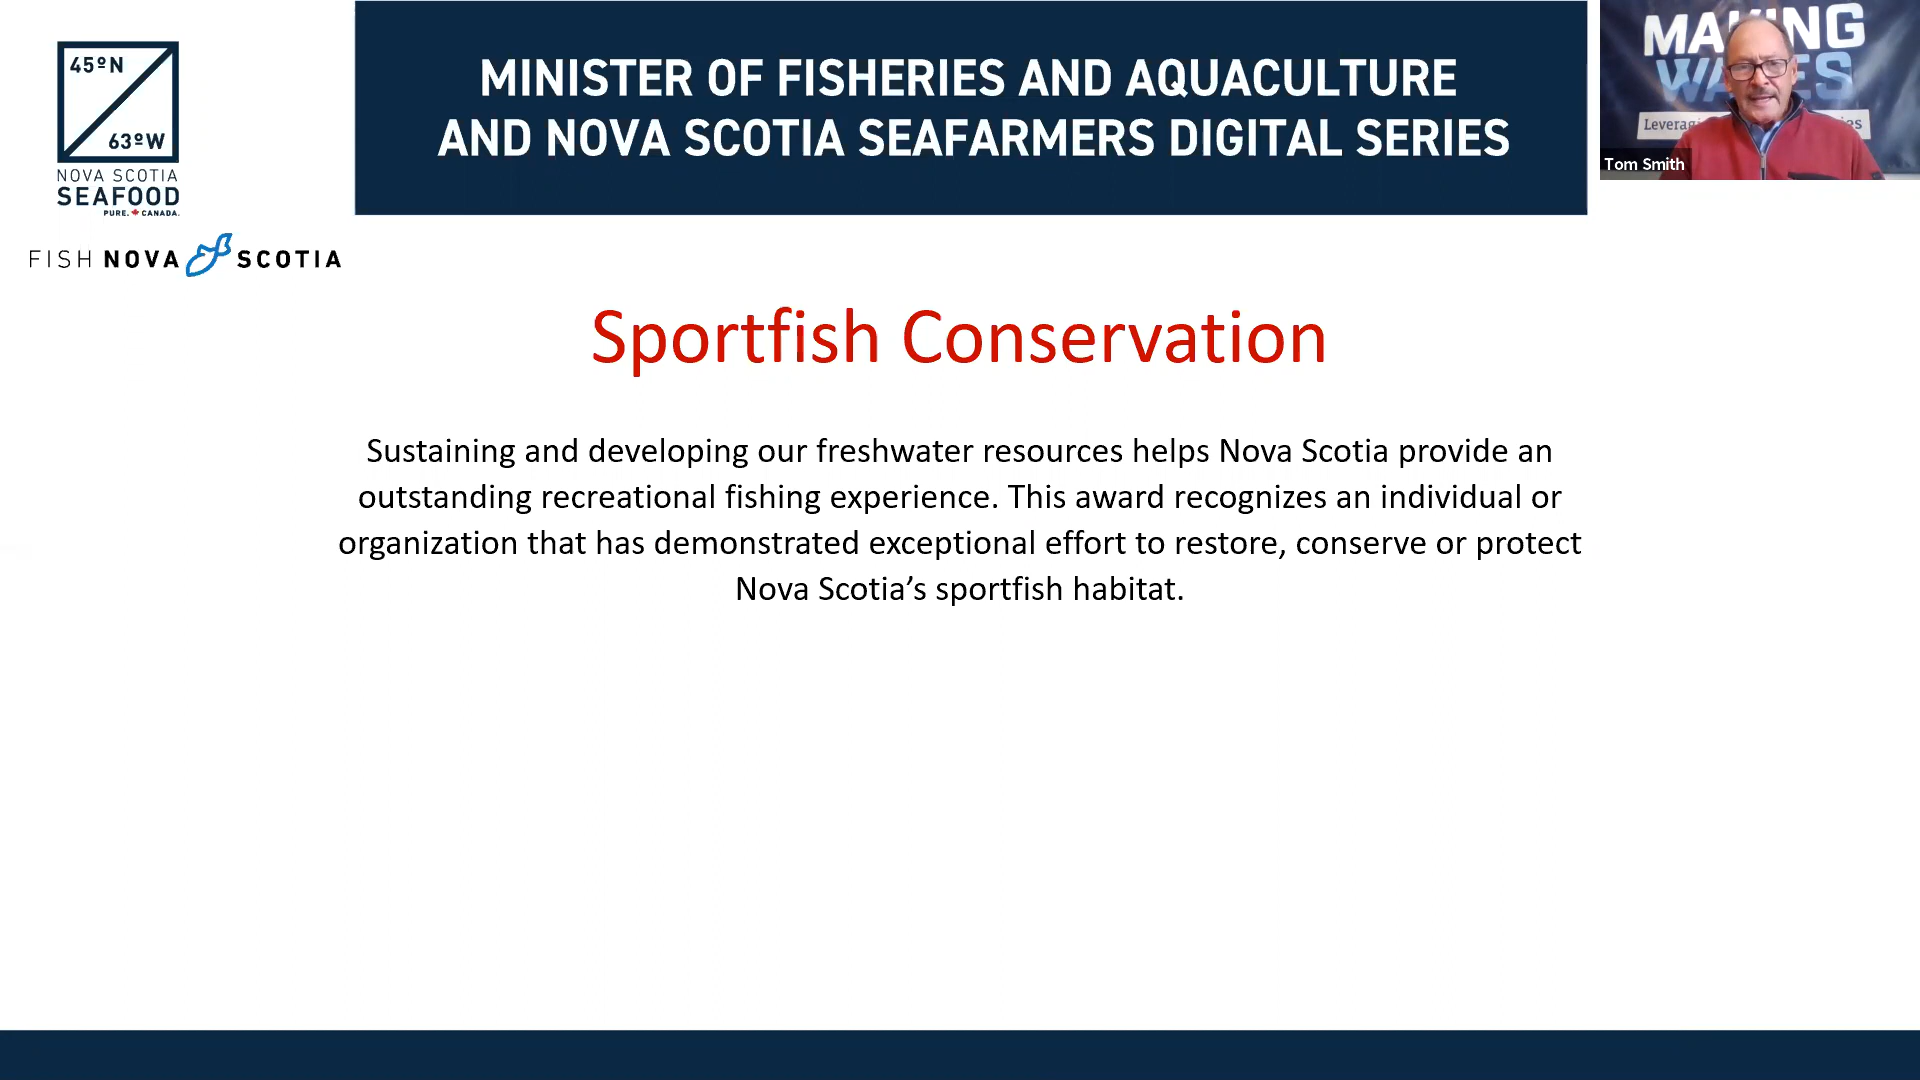 45ºN
63ºW
NOVA SCOTIA
SEAFOOD
PURE. CANADA.
FISH NOVA SCOTIA
MINISTER OF FISHERIES AND AQUACULTURE
AND NOVA SCOTIA SEAFARMERS DIGITAL SERIES
MAKING
WAVES
Tom Smith
Sportfish Conservation
Sustaining and developing our freshwater resources helps Nova Scotia provide an
outstanding recreational fishing experience. This award recognizes an individual or
organization that has demonstrated exceptional effort to restore, conserve or protect
Nova Scotia’s sportfish habitat.